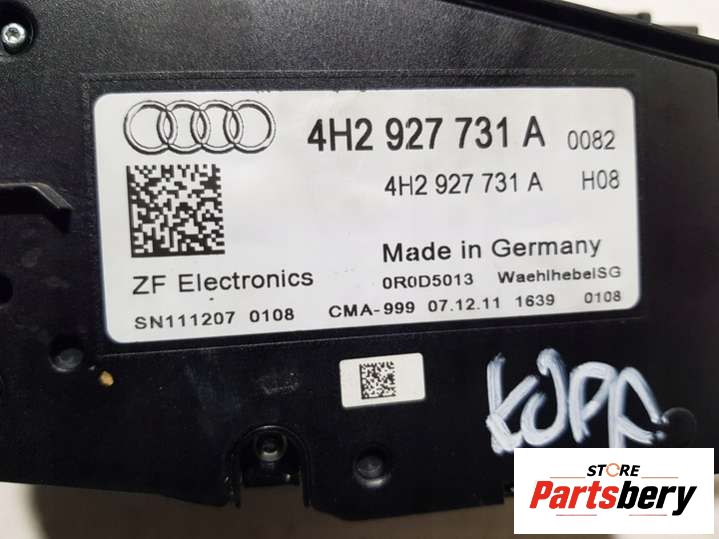 4H2 927 731 A 0082
4H2 927 731 A H08
Made in Germany
ZF Electronics 0R0D5013 WaehlhebelSG
SN111207 0108 CMA-999 07.12.11 1639 0108
STORE
Partsbery